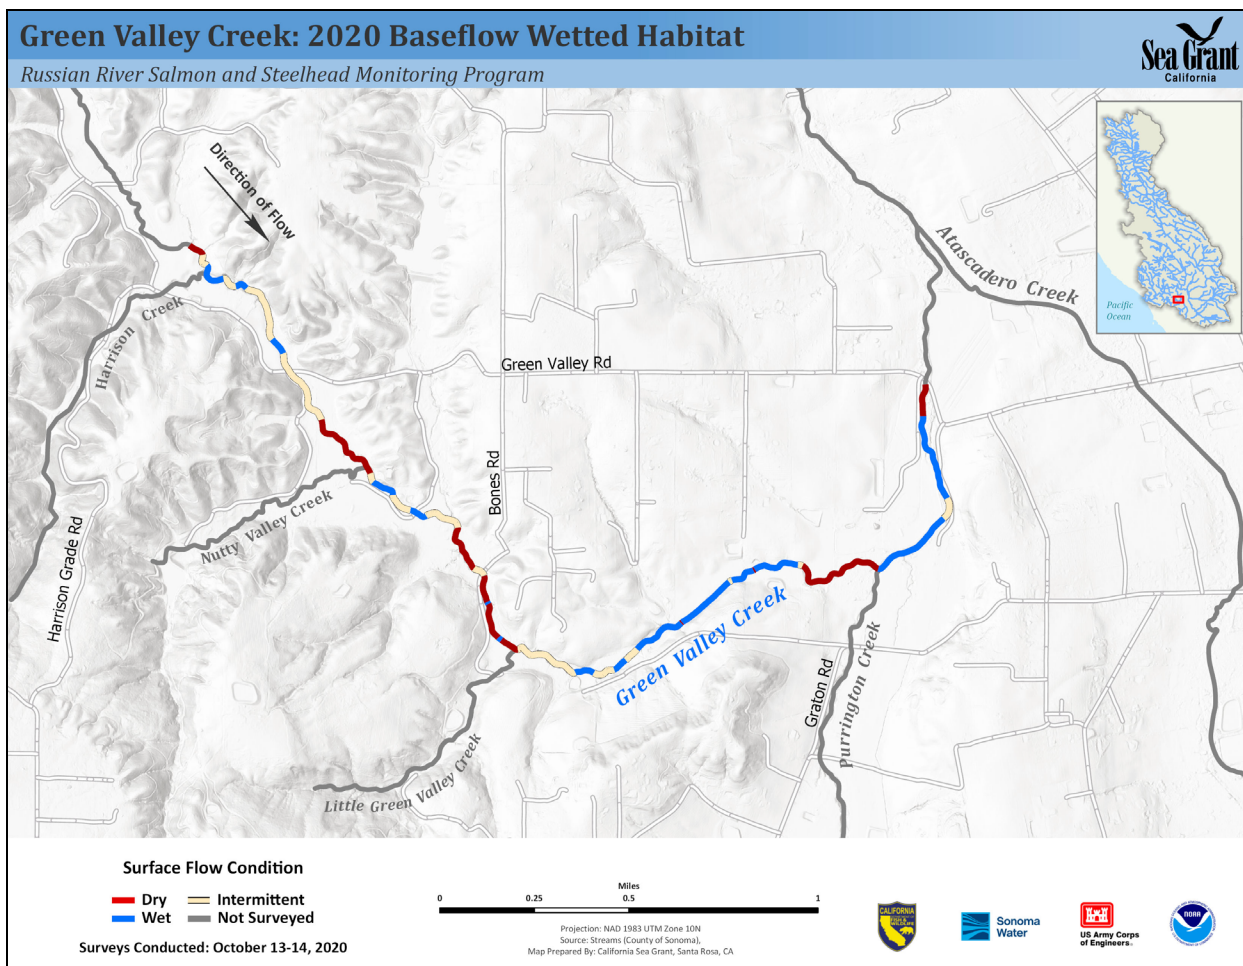 Green Valley Creek: 2020 Baseflow Wetted Habitat
Russian River Salmon and Steelhead Monitoring Program
Sea Grant
California
Direction of Flow
Harrison Creek
Atascadero Creek
Pacific
Ocean
Green Valley Rd
Bones Rd
Nutty Valley Creek
Harrison Grade Rd
Green Valley Creek
Graton Rd
Purrington Creek
Little Green Valley Creek
Surface Flow Condition
Dry
Intermittent
Wet
Not Surveyed
Surveys Conducted: October 13-14, 2020
Miles
0
0.25
0.5
1
Projection: NAD 1983 UTM Zone 10N
Source: Streams (County of Sonoma),
Map Prepared By: California Sea Grant, Santa Rosa, CA
CALIFORNIA
FISH &
WILDLIFE
Sonoma
Water
US Army Corps
of Engineers®
NOAA